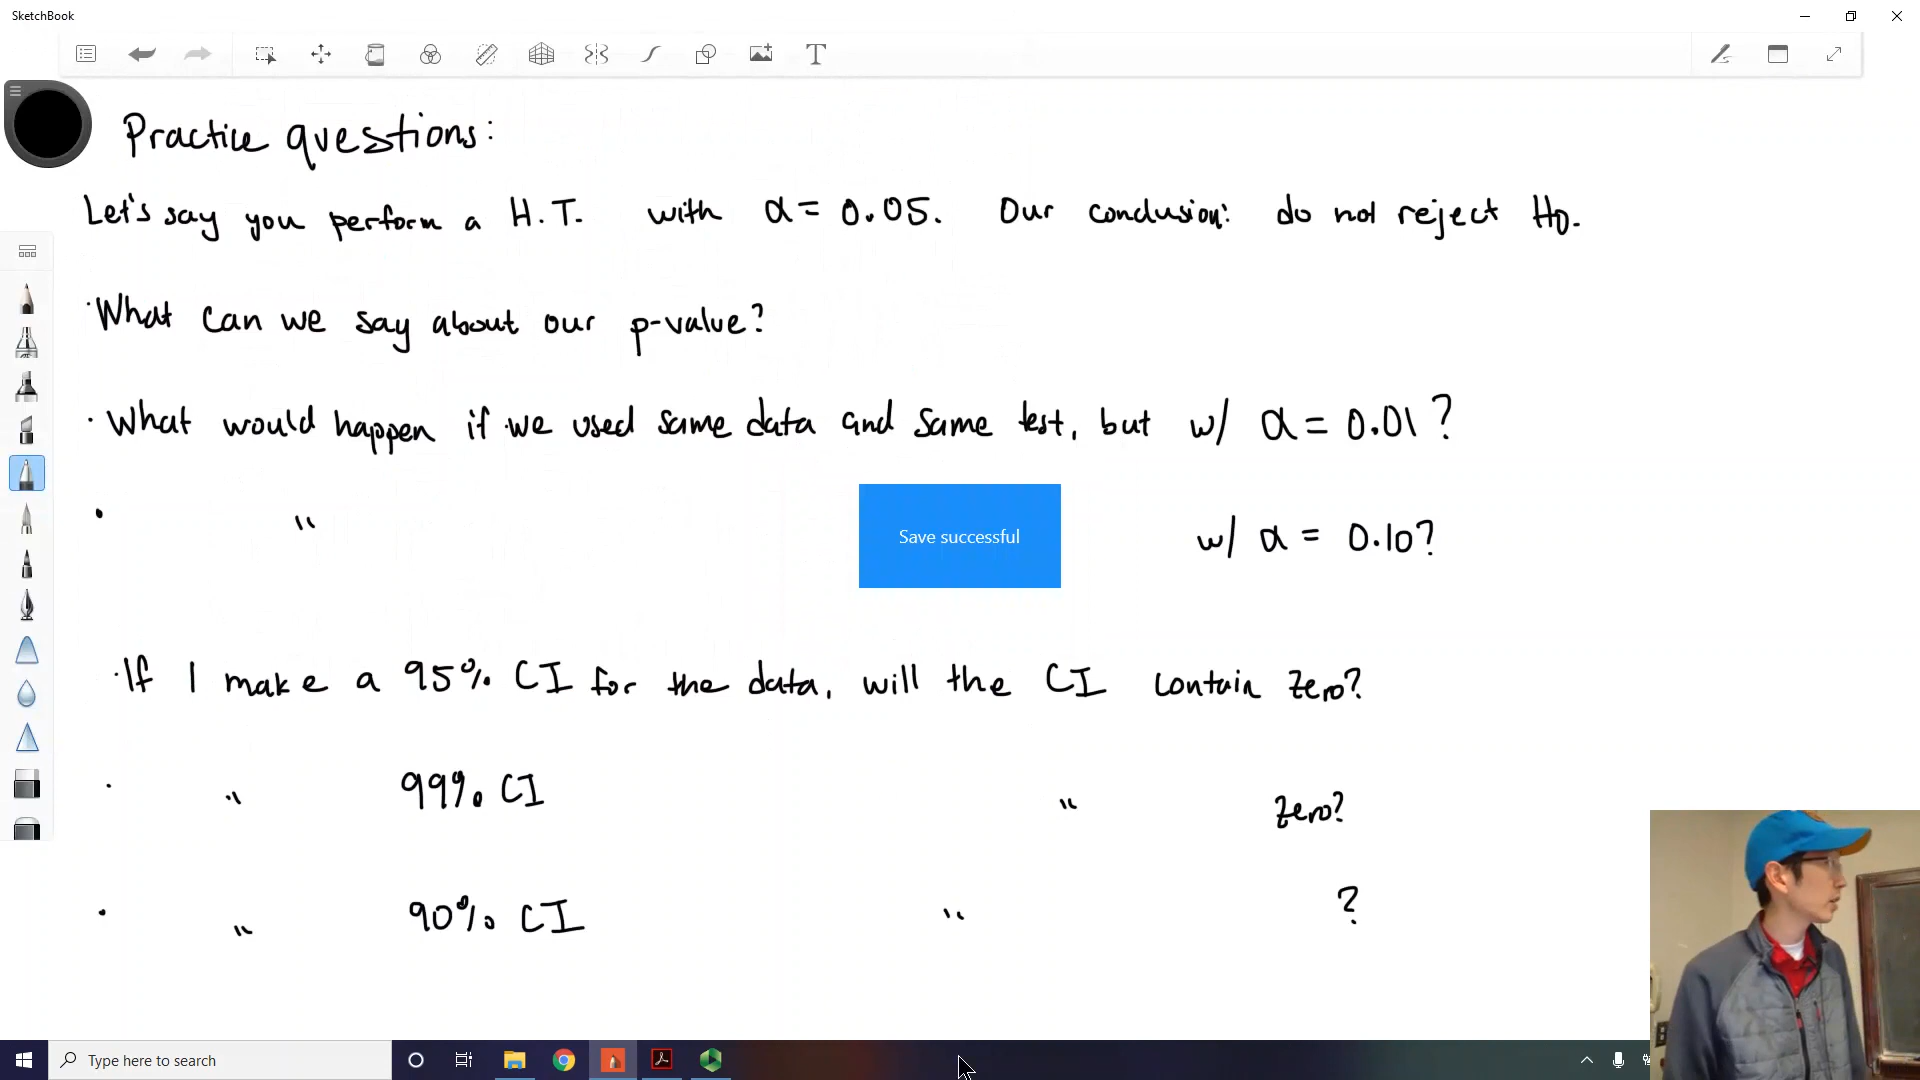 SketchBook
Practice questions:
Let's say you perform a H.T. with α = 0.05. Our conclusion: do not reject Ho.
·What can we say about our p-value?
·What would happen if we used same data and same test, but w/ α = 0.01?
· " w/ α = 0.10?
Save successful
·If I make a 95% CI for the data, will the CI contain zero?
· " 99% CI " zero?
· " 90% CI " ?
Type here to search